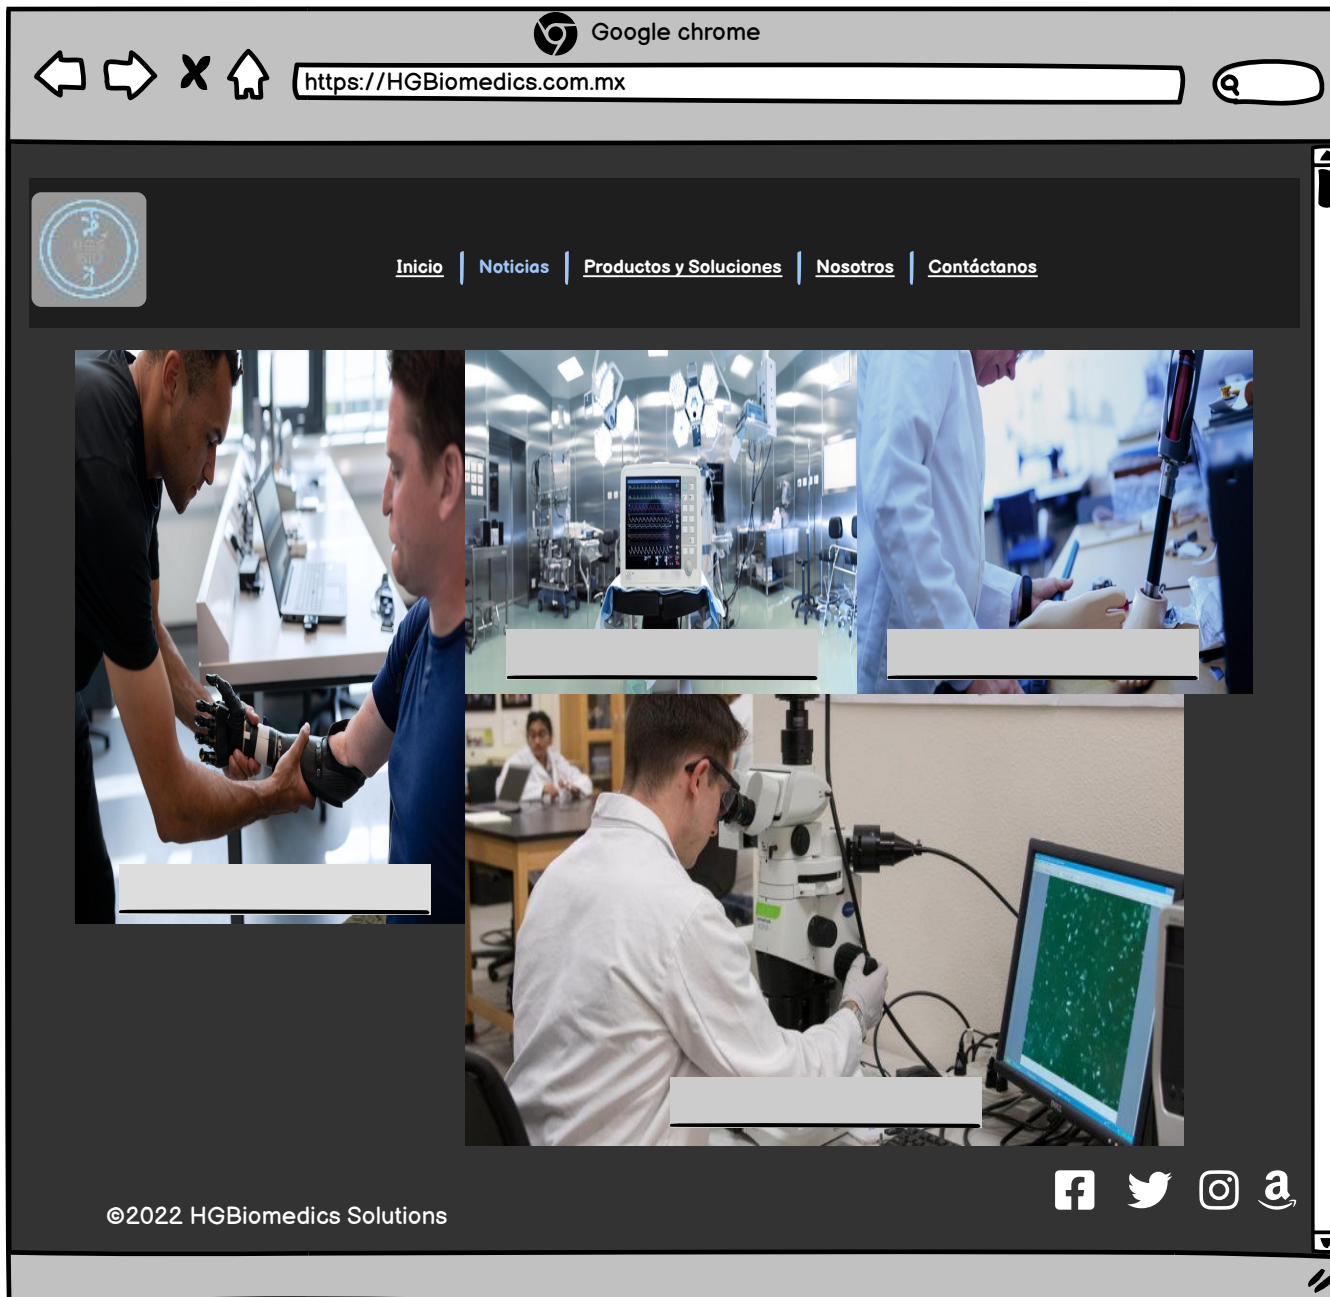 Google chrome
https://HGBiomedics.com.mx
Inicio Noticias Productos y Soluciones Nosotros Contáctanos
©2022 HGBiomedics Solutions